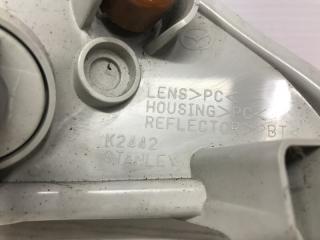 LENS>PC
HOUSING>PC
REFLECTOR>PBT
K2442
STANLEY